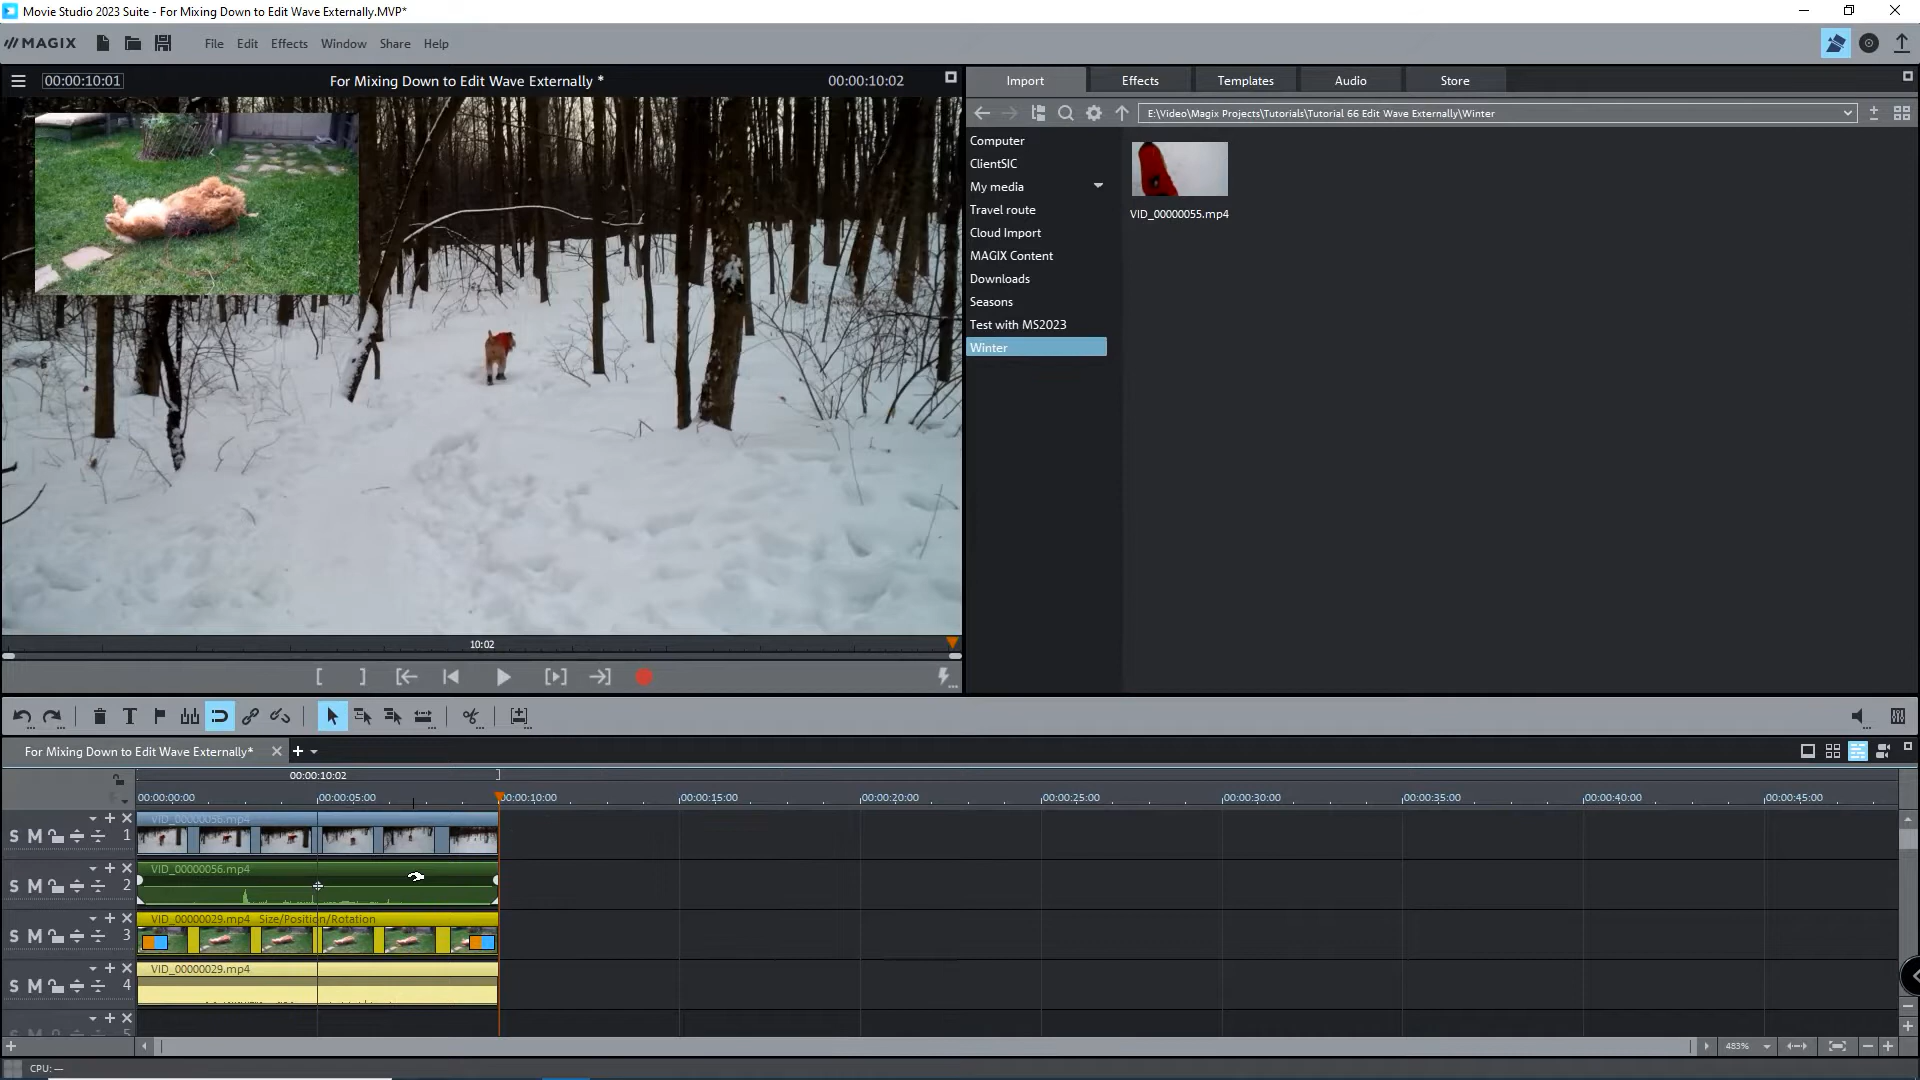 Movie Studio 2023 Suite - For Mixing Down to Edit Wave Externally.MVP*
MAGIX
File Edit Effects Window Share Help
00:00:10:01
For Mixing Down to Edit Wave Externally *
00:00:10:02
Import Effects Templates Audio Store
E:\Video\Magix Projects\Tutorials\Tutorial 66 Edit Wave Externally\Winter
Computer
ClientSIC
My media
Travel route
Cloud Import
MAGIX Content
Downloads
Seasons
Test with MS2023
Winter
VID_00000055.mp4
10:02
For Mixing Down to Edit Wave Externally*
00:00:10:02
00:00:00:00 00:00:05:00 00:00:10:00 00:00:15:00 00:00:20:00 00:00:25:00 00:00:30:00 00:00:35:00 00:00:40:00 00:00:45:00
VID_00000056.mp4
S M 1
VID_00000056.mp4
S M 2
VID_00000029.mp4 Size/Position/Rotation
S M 3
VID_00000029.mp4
S M 4
S M 5
483%
CPU: —